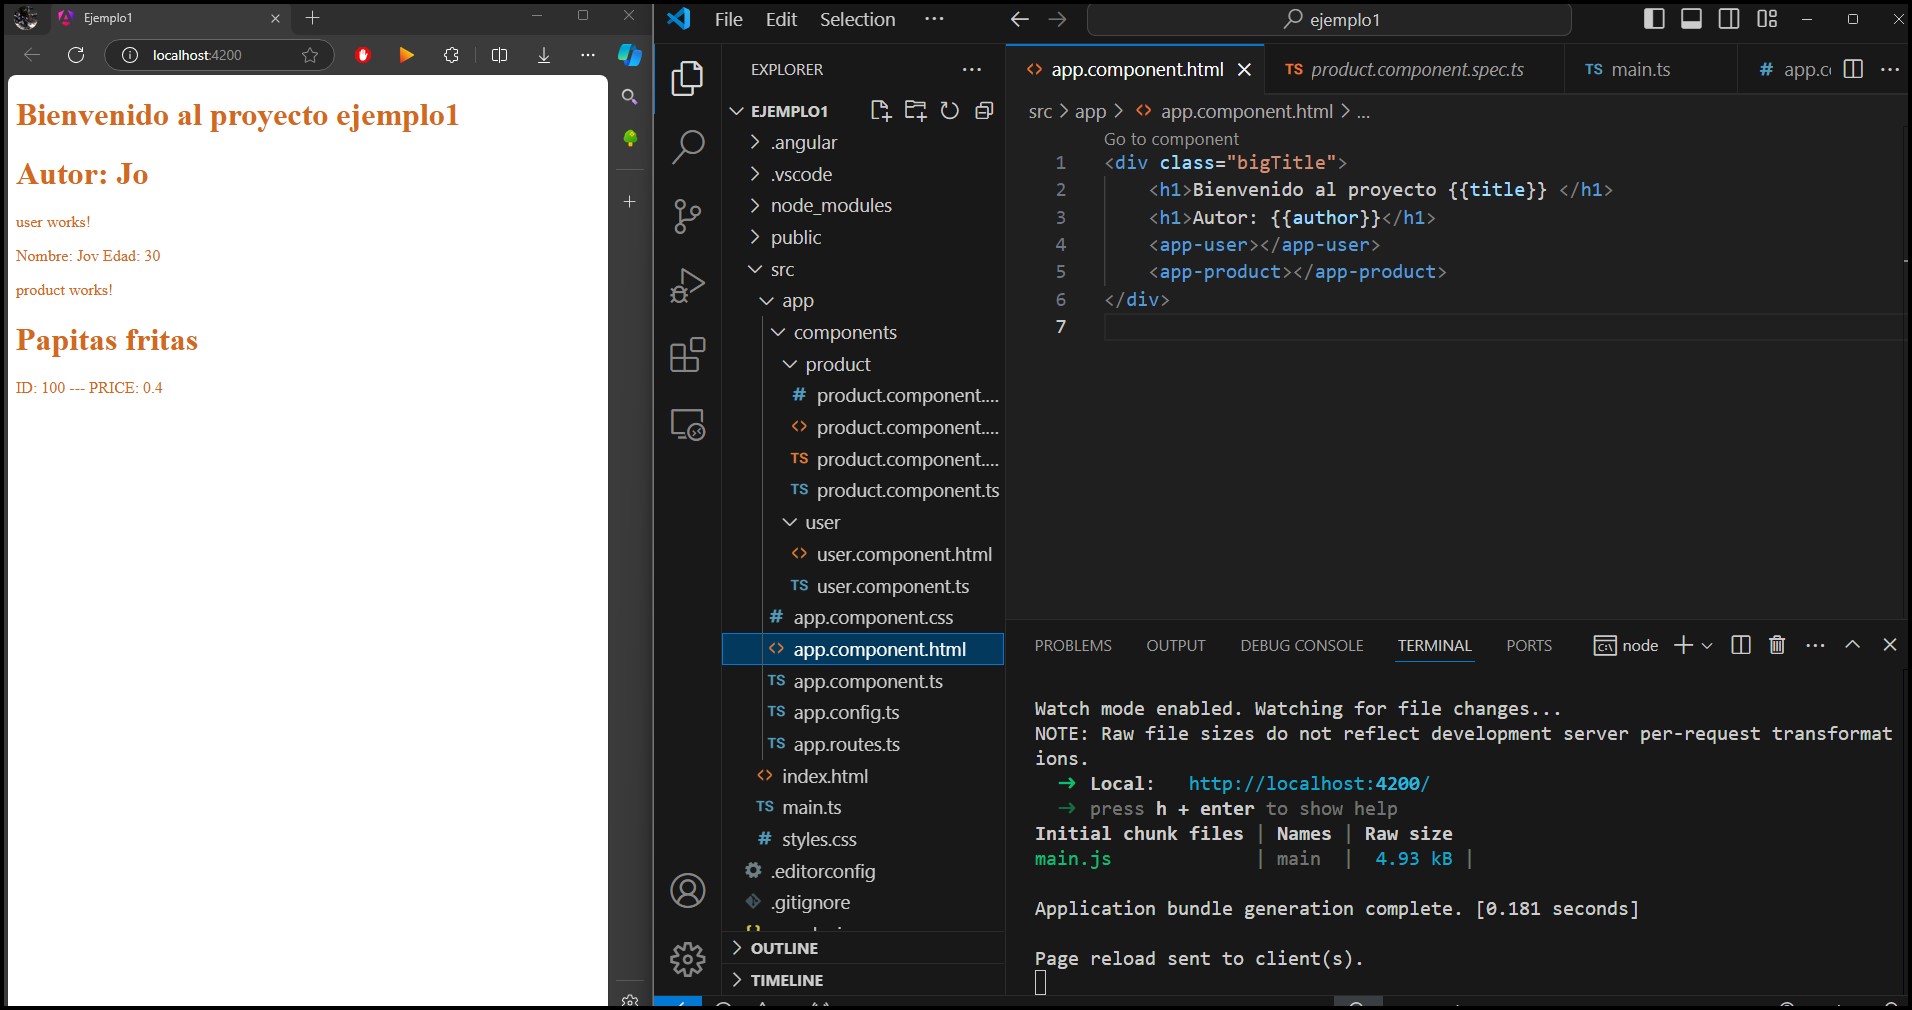 Ejemplo1
localhost:4200
Bienvenido al proyecto ejemplo1
Autor: Jo
user works!
Nombre: Jov Edad: 30
product works!
Papitas fritas
ID: 100 --- PRICE: 0.4
File Edit Selection ···
ejemplo1
EXPLORER
EJEMPLO1
.angular
.vscode
node_modules
public
src
app
components
product
product.component....
product.component....
TS product.component....
TS product.component.ts
user
user.component.html
TS user.component.ts
# app.component.css
app.component.html
TS app.component.ts
TS app.config.ts
TS app.routes.ts
index.html
TS main.ts
# styles.css
.editorconfig
.gitignore
OUTLINE
TIMELINE
app.component.html TS product.component.spec.ts TS main.ts # app.c
src > app > <> app.component.html > ...
Go to component
1 <div class="bigTitle">
2 <h1>Bienvenido al proyecto {{title}} </h1>
3 <h1>Autor: {{author}}</h1>
4 <app-user></app-user>
5 <app-product></app-product>
6 </div>
7
PROBLEMS OUTPUT DEBUG CONSOLE TERMINAL PORTS node
Watch mode enabled. Watching for file changes...
NOTE: Raw file sizes do not reflect development server per-request transformat
ions.
➜ Local: http://localhost:4200/
➜ press h + enter to show help
Initial chunk files | Names | Raw size
main.js | main | 4.93 kB |
Application bundle generation complete. [0.181 seconds]
Page reload sent to client(s).